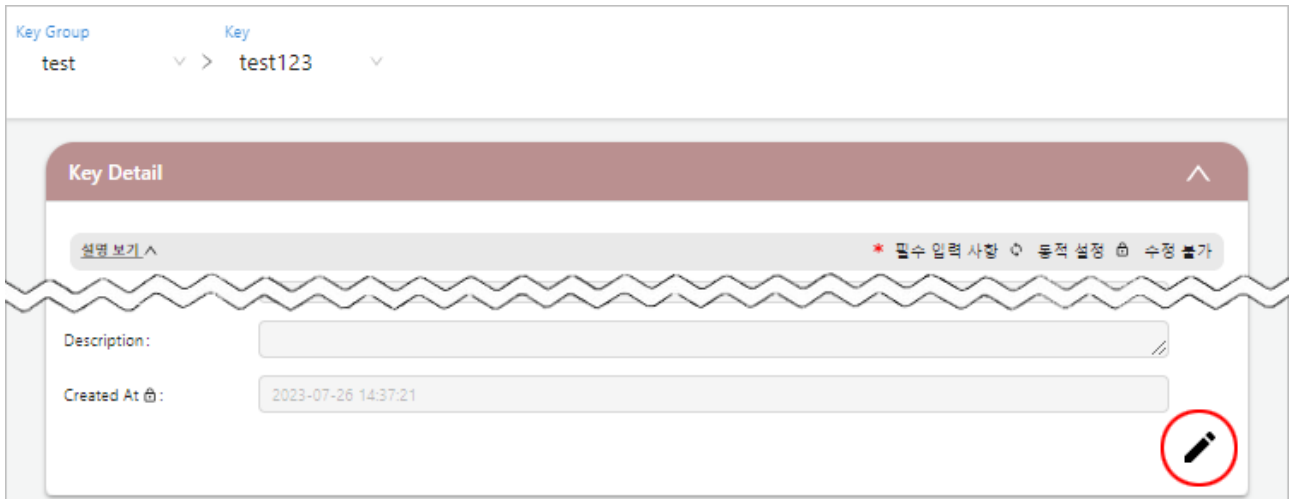 Key Group Key
test > test123
Key Detail
설명 보기 * 필수 입력 사항 동적 설정 수정 불가
Description:
Created At : 2023-07-26 14:37:21